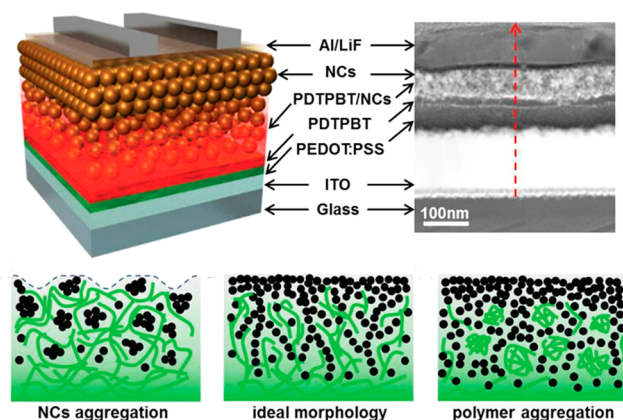 Al/LiF
NCs
PDTPBT/NCs
PDTPBT
PEDOT:PSS
ITO
Glass
100nm
NCs aggregation
ideal morphology
polymer aggregation